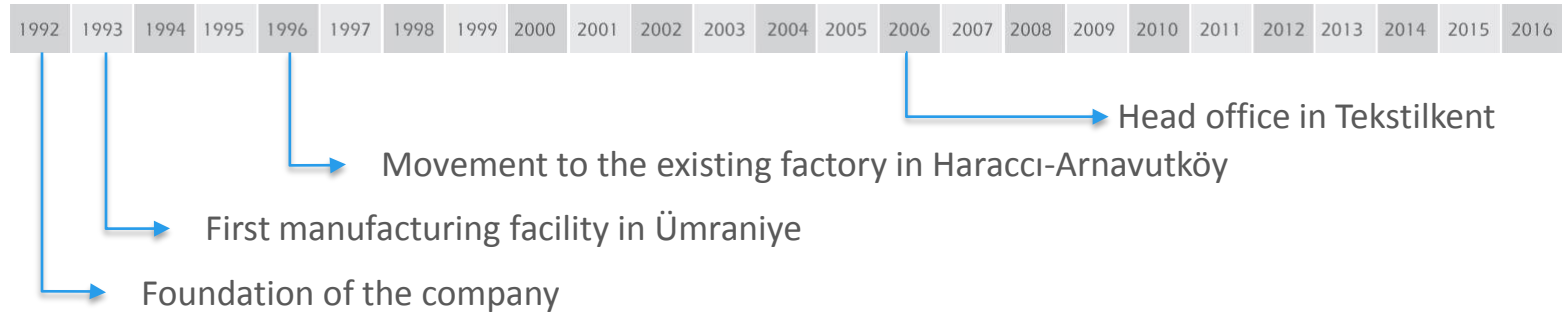 1992 1993 1994 1995 1996 1997 1998 1999 2000 2001 2002 2003 2004 2005 2006 2007 2008 2009 2010 2011 2012 2013 2014 2015 2016
Head office in Tekstilkent
Movement to the existing factory in Haraccı-Arnavutköy
First manufacturing facility in Ümraniye
Foundation of the company